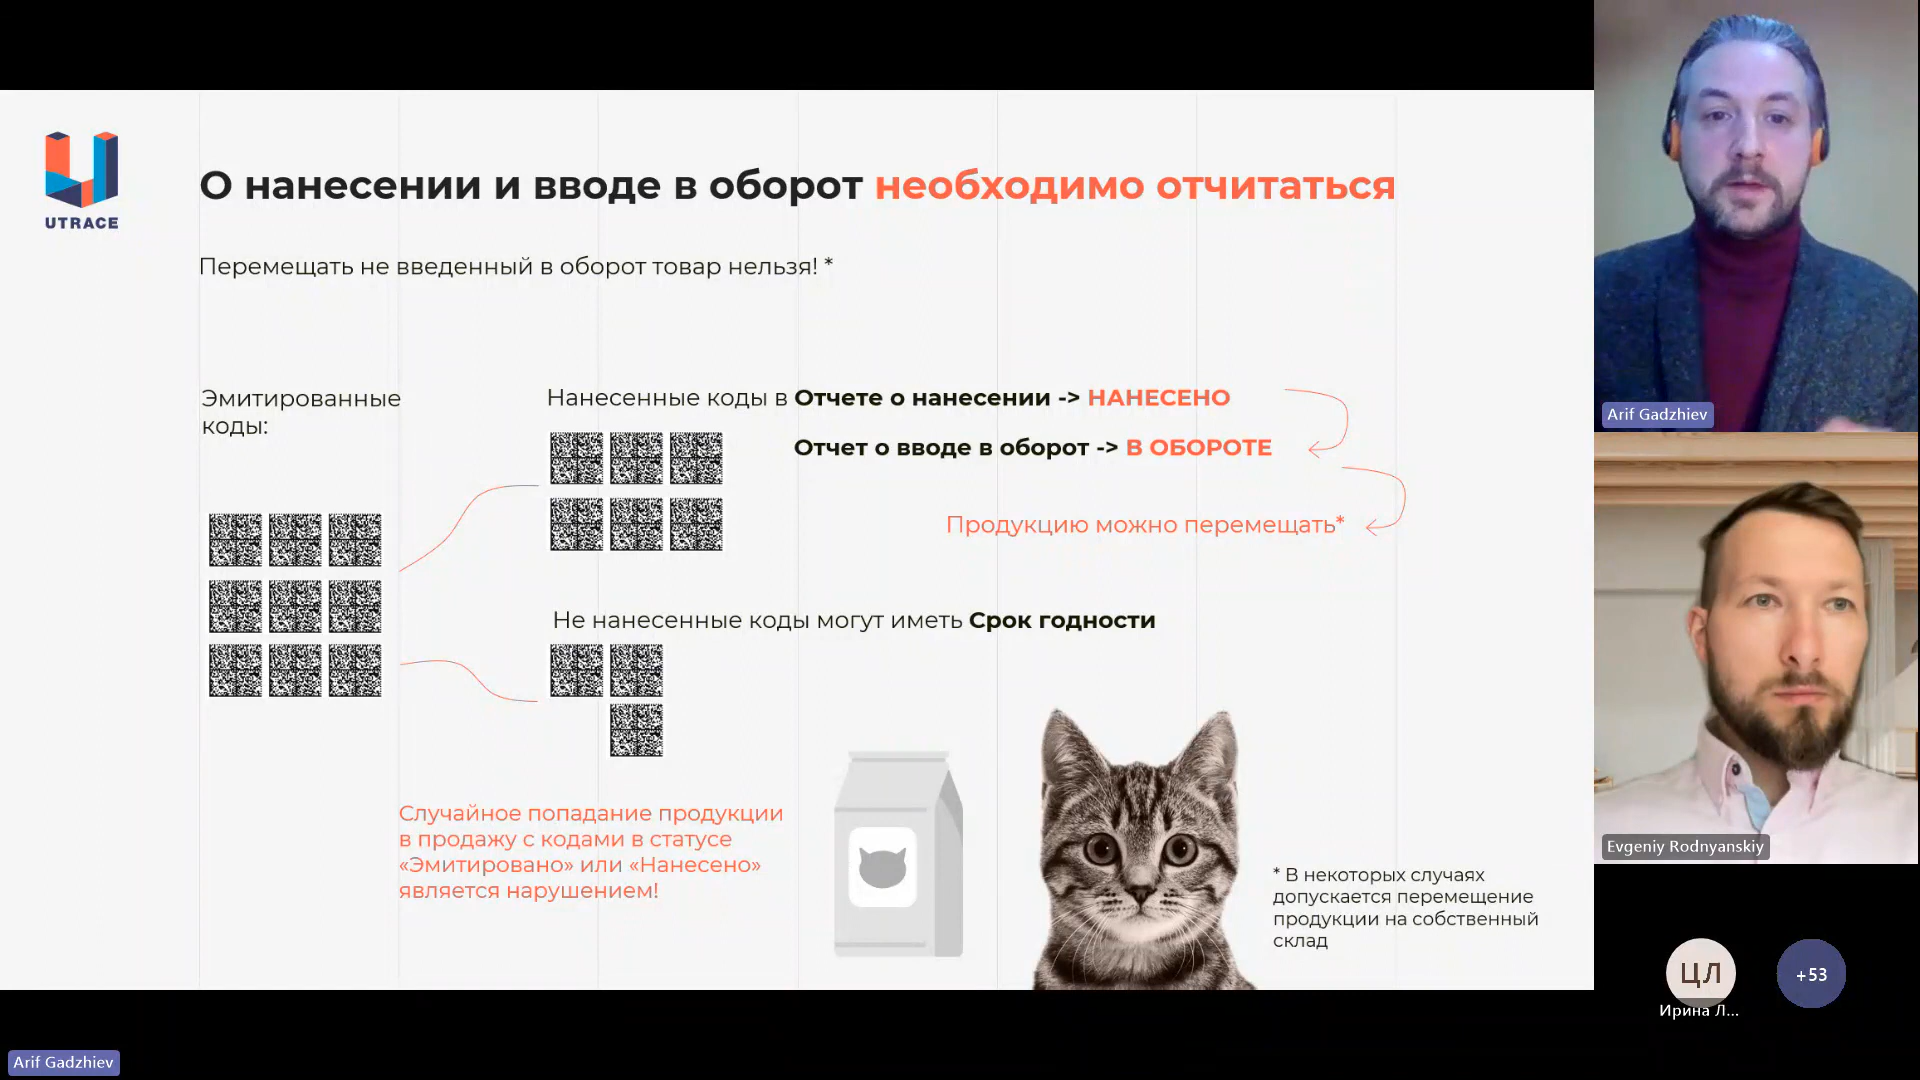 UTRACE
О нанесении и вводе в оборот необходимо отчитаться
Перемещать не введенный в оборот товар нельзя! *
Эмитированные
коды:
Нанесенные коды в Отчете о нанесении -> НАНЕСЕНО
Отчет о вводе в оборот -> В ОБОРОТЕ
Продукцию можно перемещать*
Не нанесенные коды могут иметь Срок годности
Случайное попадание продукции
в продажу с кодами в статусе
«Эмитировано» или «Нанесено»
является нарушением!
* В некоторых случаях
допускается перемещение
продукции на собственный
склад
Arif Gadzhiev
Evgeniy Rodnyanskiy
ЦЛ
+53
Ирина Л...
Arif Gadzhiev